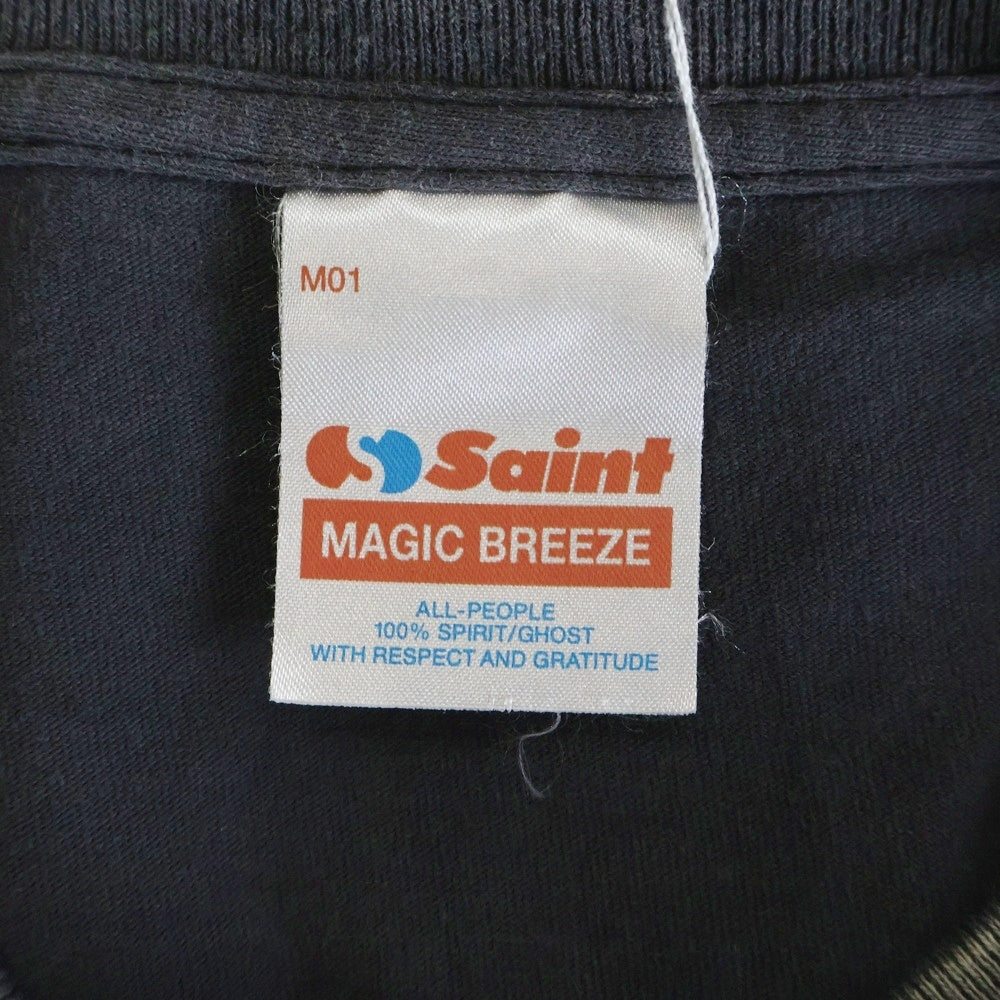 M01
Saint
MAGIC BREEZE
ALL-PEOPLE
100% SPIRIT/GHOST
WITH RESPECT AND GRATITUDE